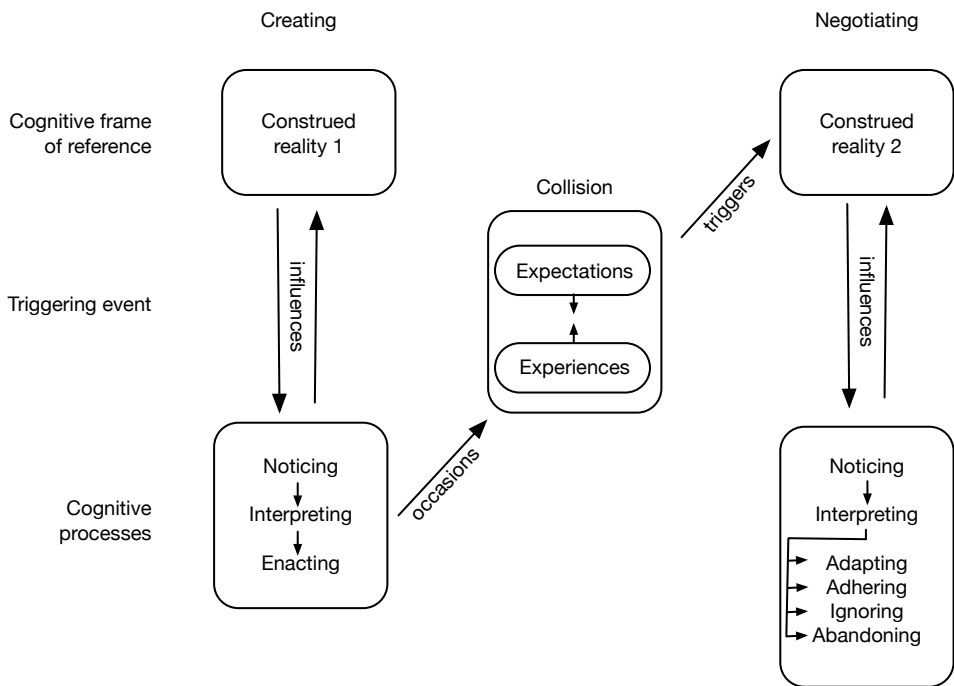 Creating
Negotiating
Cognitive frame
of reference
Construed
reality 1
Construed
reality 2
Collision
triggers
Expectations
Experiences
Triggering event
influences
influences
occasions
Cognitive
processes
Noticing
Interpreting
Enacting
Noticing
Interpreting
Adapting
Adhering
Ignoring
Abandoning